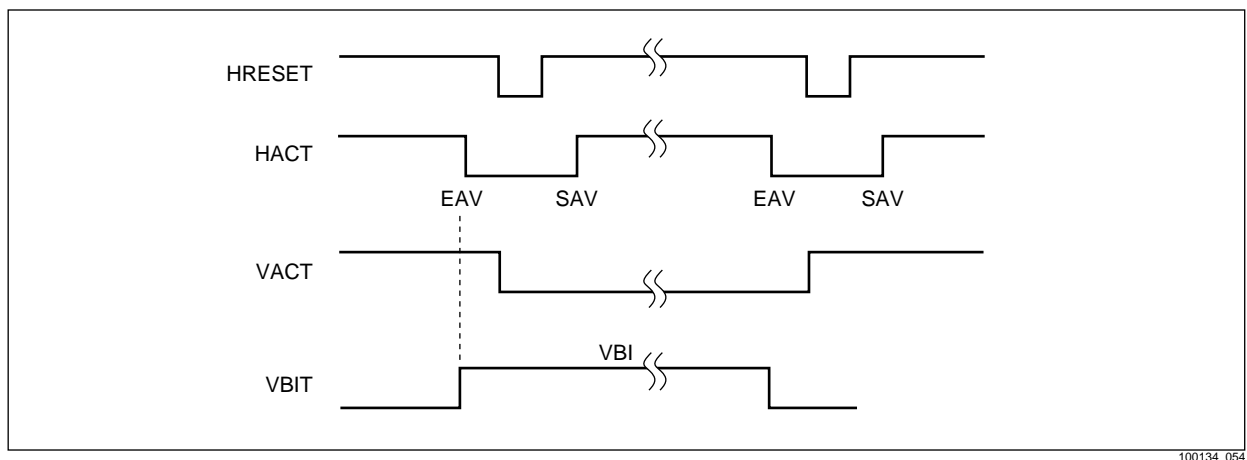 HRESET
HACT
EAV SAV EAV SAV
VACT
VBI
VBIT
100134_054